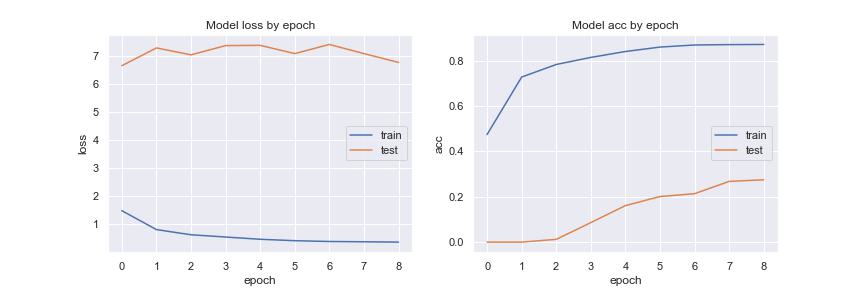 Model loss by epoch
7
6
5
4
3
2
1
loss
train
test
0 1 2 3 4 5 6 7 8
epoch
Model acc by epoch
0.8
0.6
0.4
0.2
0.0
acc
train
test
0 1 2 3 4 5 6 7 8
epoch